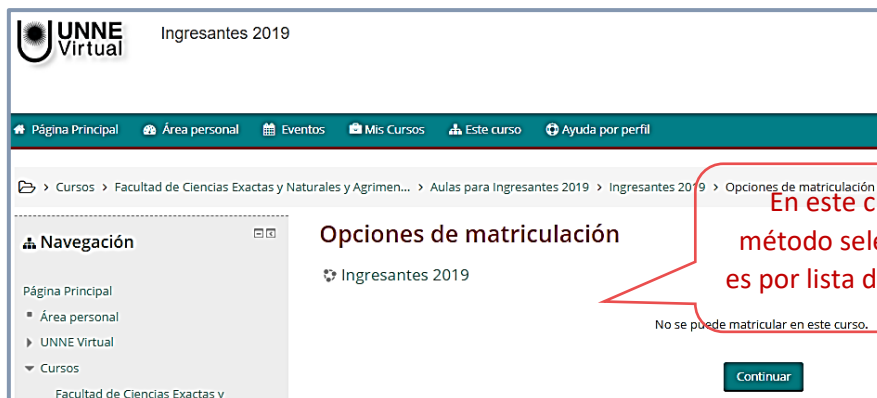 UNNE
Virtual
Ingresantes 2019
Página Principal Área personal Eventos Mis Cursos Este curso Ayuda por perfil
> Cursos > Facultad de Ciencias Exactas y Naturales y Agrimen... > Aulas para Ingresantes 2019 > Ingresantes 2019 > Opciones de matriculación
En este c
método sele
es por lista d
Navegación
Página Principal
Área personal
UNNE Virtual
Cursos
Facultad de Ciencias Exactas y
Opciones de matriculación
Ingresantes 2019
No se puede matricular en este curso.
Continuar